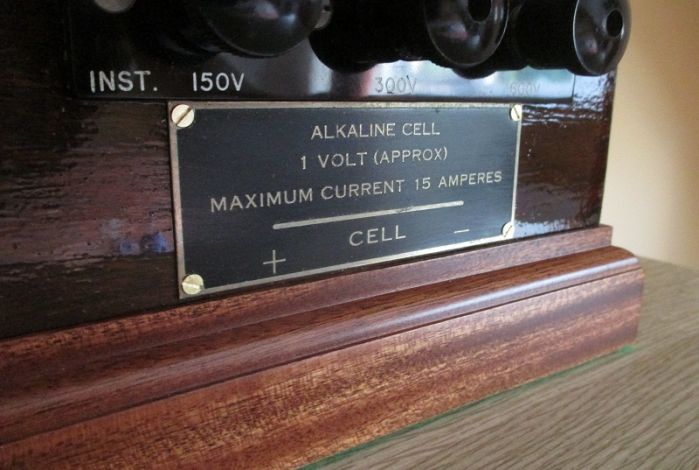 INST. 150V 300V 600V
ALKALINE CELL
1 VOLT (APPROX)
MAXIMUM CURRENT 15 AMPERES
CELL
+ −